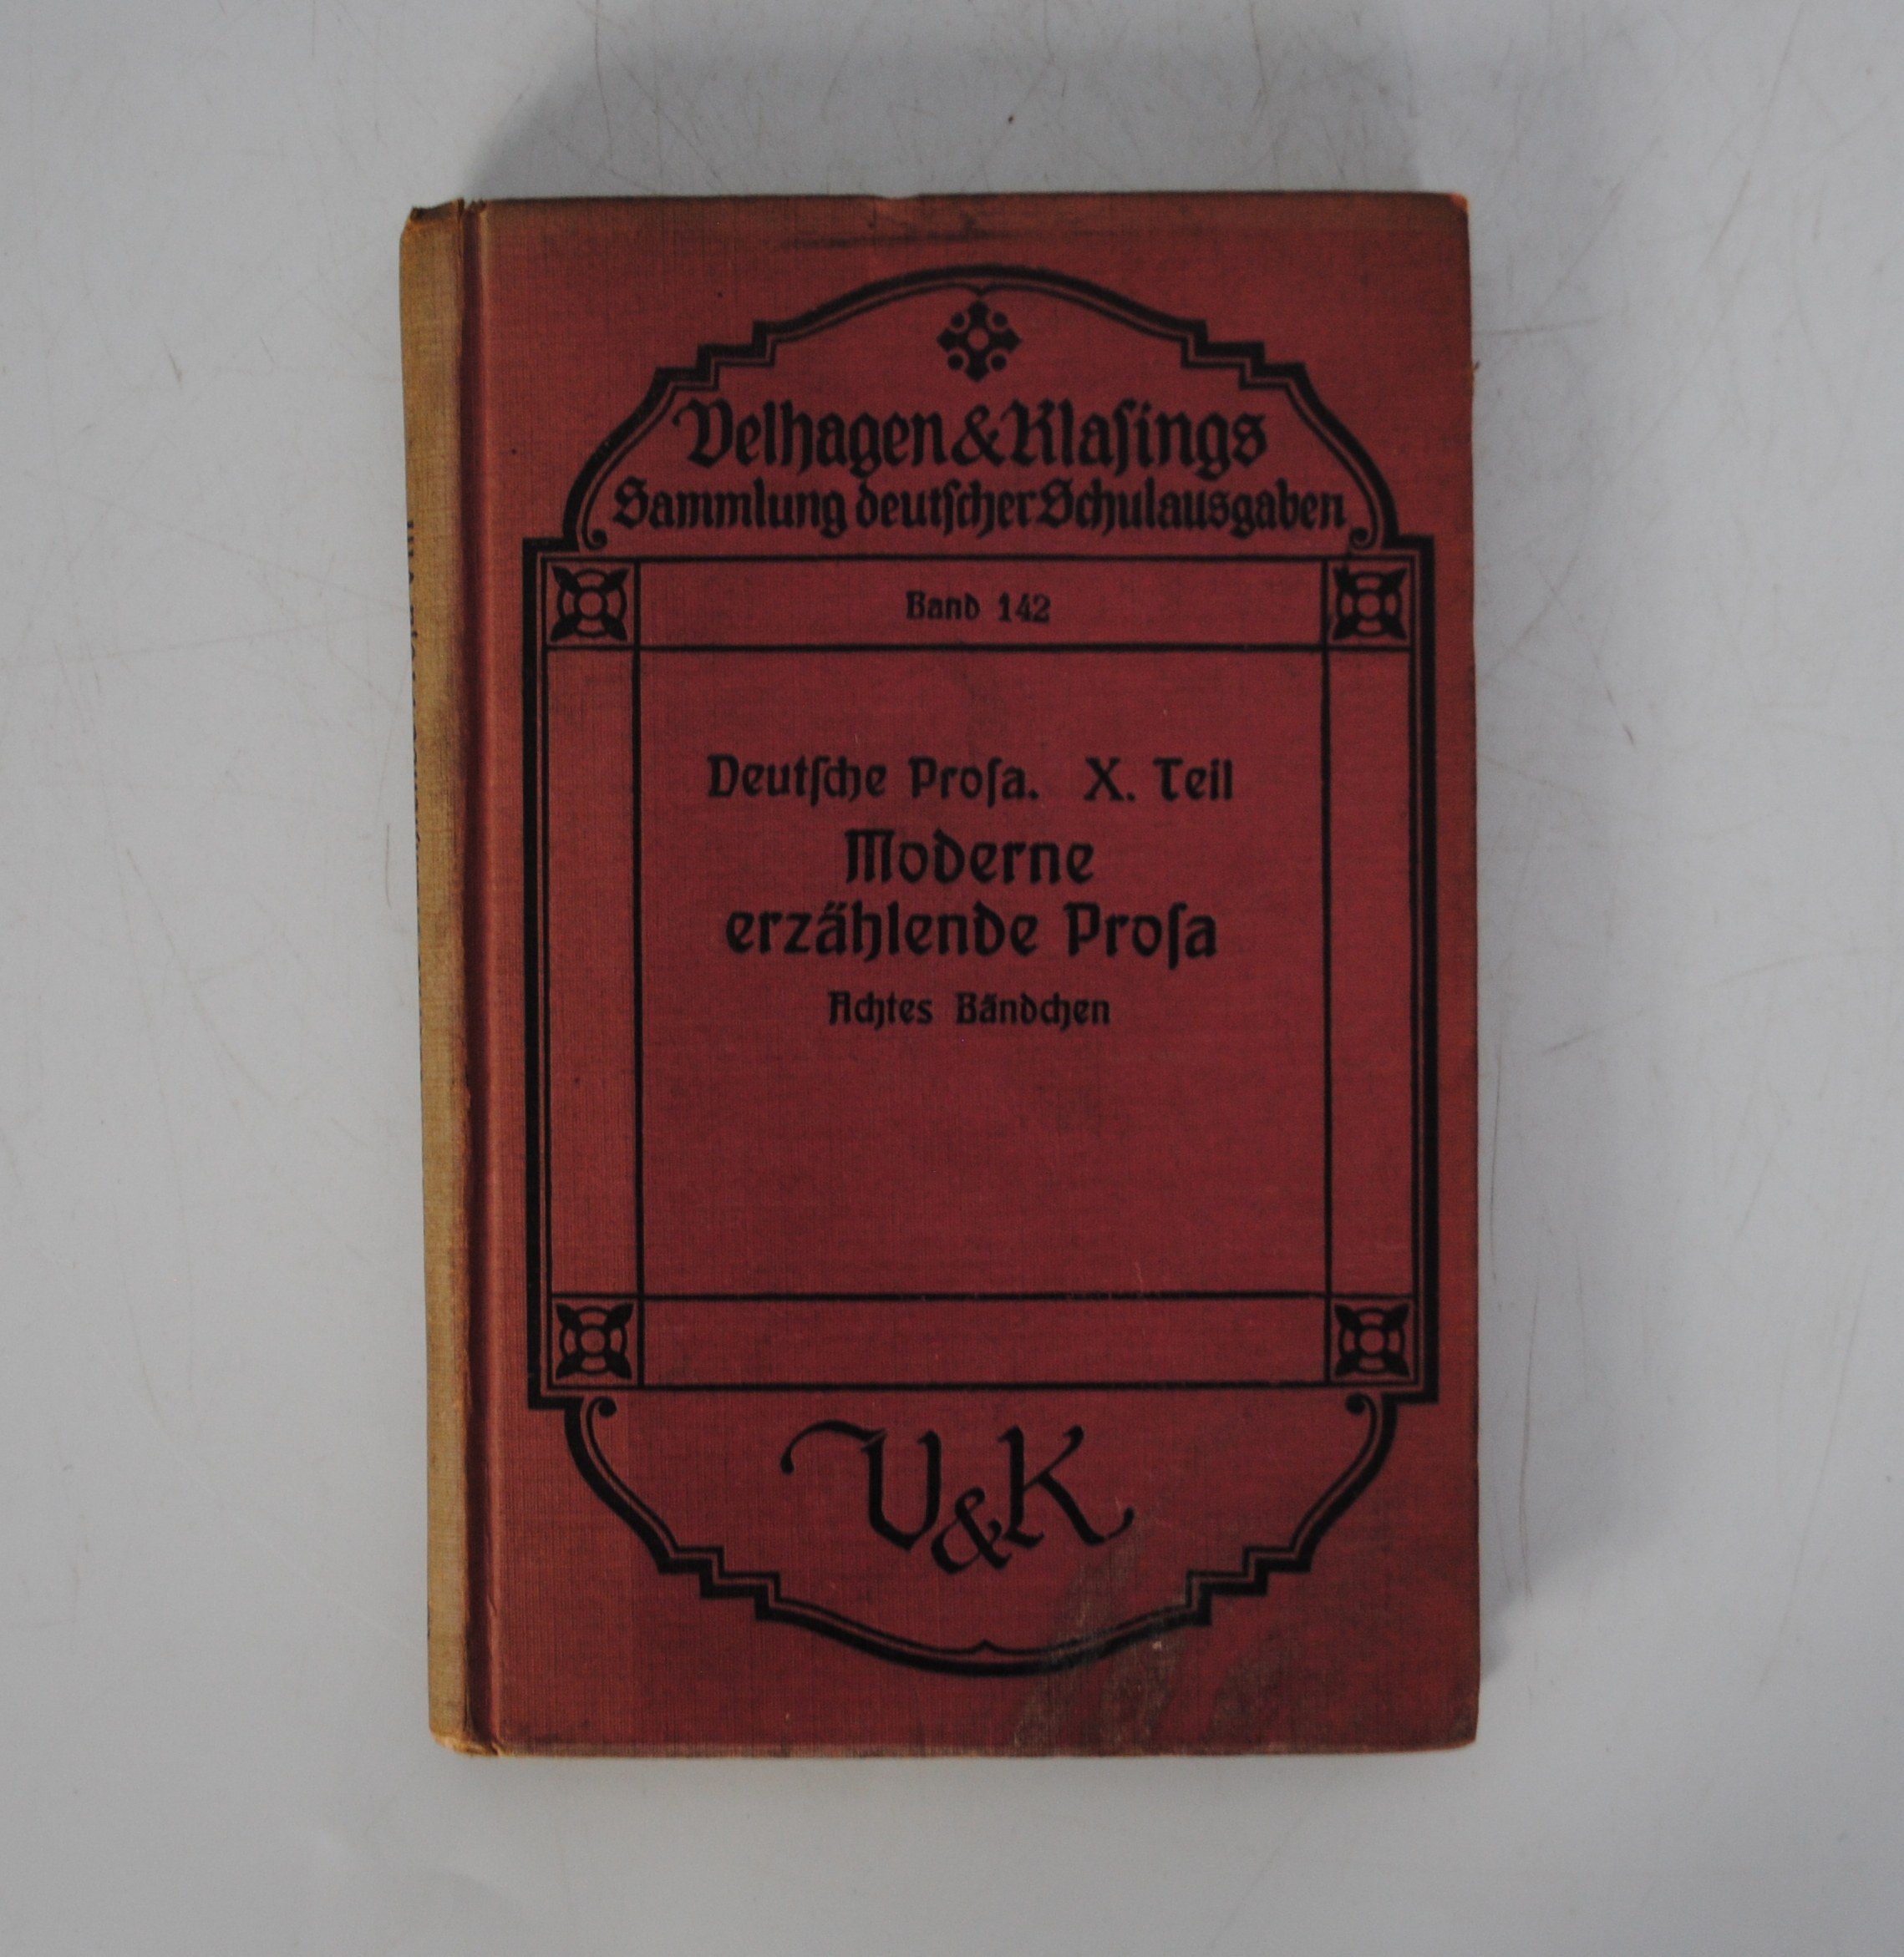 Velhagen & Klaſings
Sammlung deutſcher Schulausgaben
Band 142
Deutſche Proſa. X. Teil
Moderne
erzählende Proſa
Achtes Bändchen
V&K